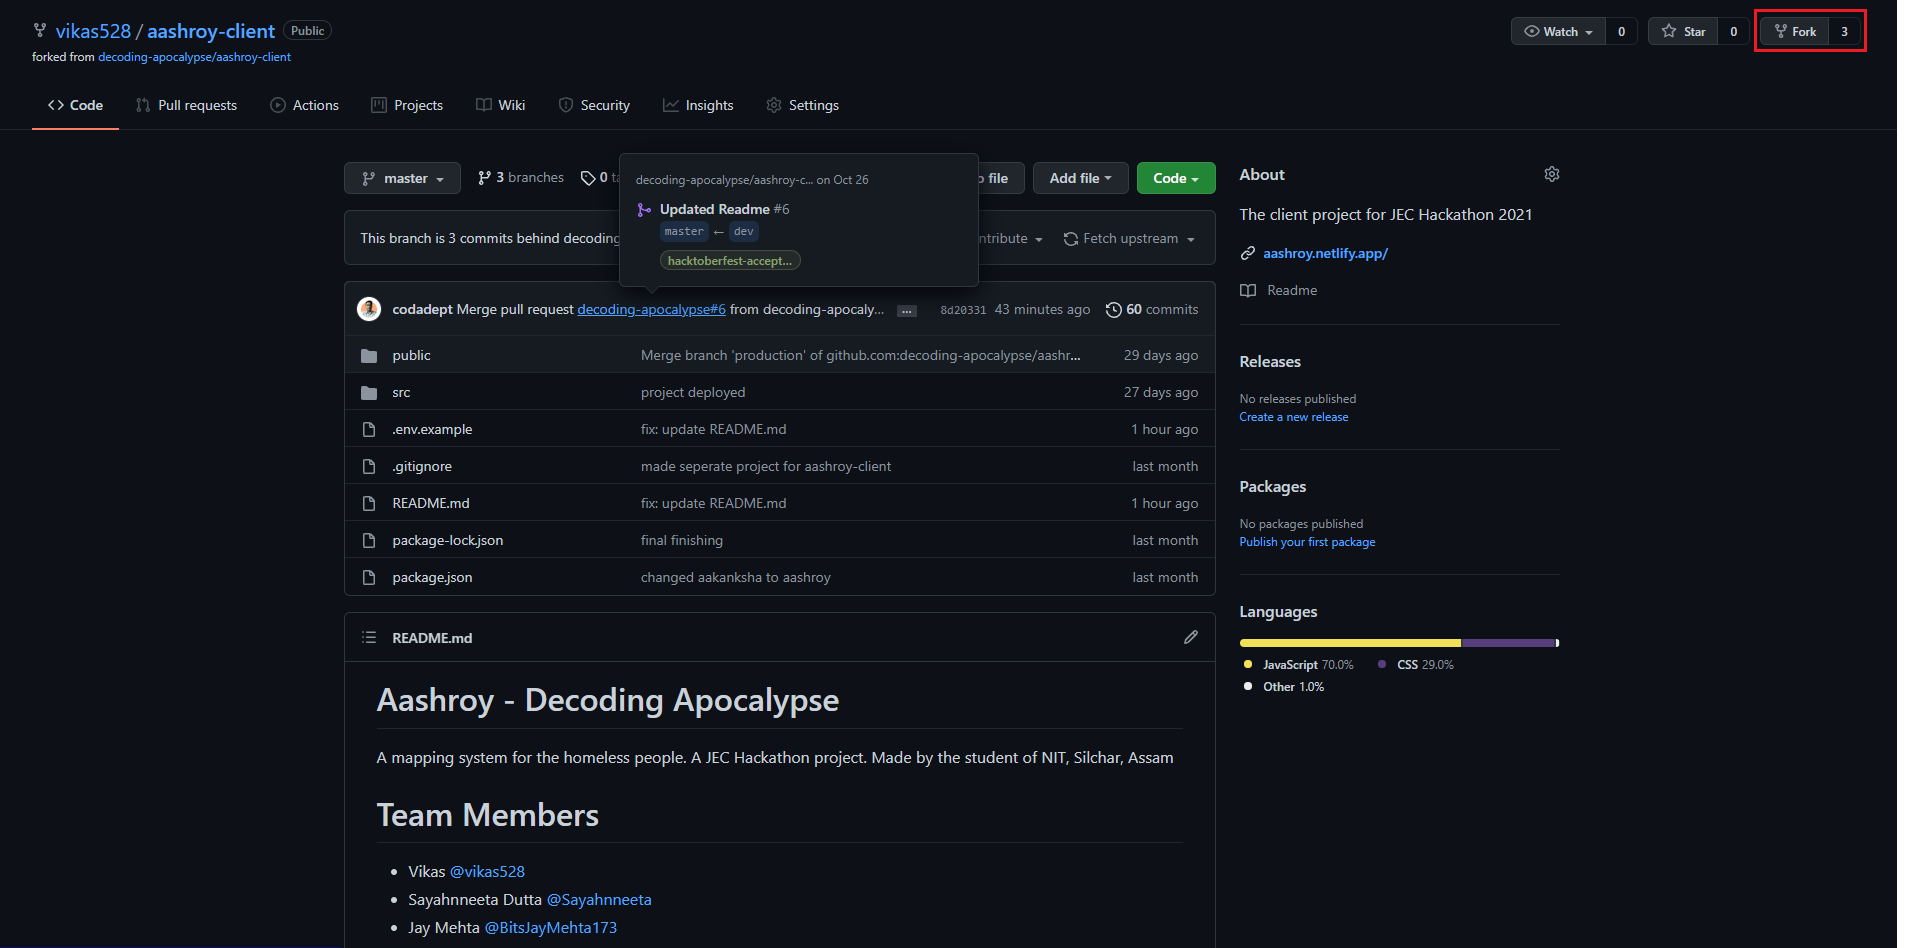 vikas528 / aashroy-client Public
Watch 0 Star 0 Fork 3
forked from decoding-apocalypse/aashroy-client
Code Pull requests Actions Projects Wiki Security Insights Settings
master 3 branches 0 file Add file Code
decoding-apocalypse/aashroy-c... on Oct 26
Updated Readme #6
master ← dev
hacktoberfest-accept...
This branch is 3 commits behind decoding ntribute Fetch upstream
codadept Merge pull request decoding-apocalypse#6 from decoding-apocaly... ... 8d20331 43 minutes ago 60 commits
public Merge branch 'production' of github.com:decoding-apocalypse/aashr... 29 days ago
src project deployed 27 days ago
.env.example fix: update README.md 1 hour ago
.gitignore made seperate project for aashroy-client last month
README.md fix: update README.md 1 hour ago
package-lock.json final finishing last month
package.json changed aakanksha to aashroy last month
README.md
Aashroy - Decoding Apocalypse
A mapping system for the homeless people. A JEC Hackathon project. Made by the student of NIT, Silchar, Assam
Team Members
• Vikas @vikas528
• Sayahnneeta Dutta @Sayahnneeta
• Jay Mehta @BitsJayMehta173
About
The client project for JEC Hackathon 2021
aashroy.netlify.app/
Readme
Releases
No releases published
Create a new release
Packages
No packages published
Publish your first package
Languages
JavaScript 70.0% CSS 29.0%
Other 1.0%